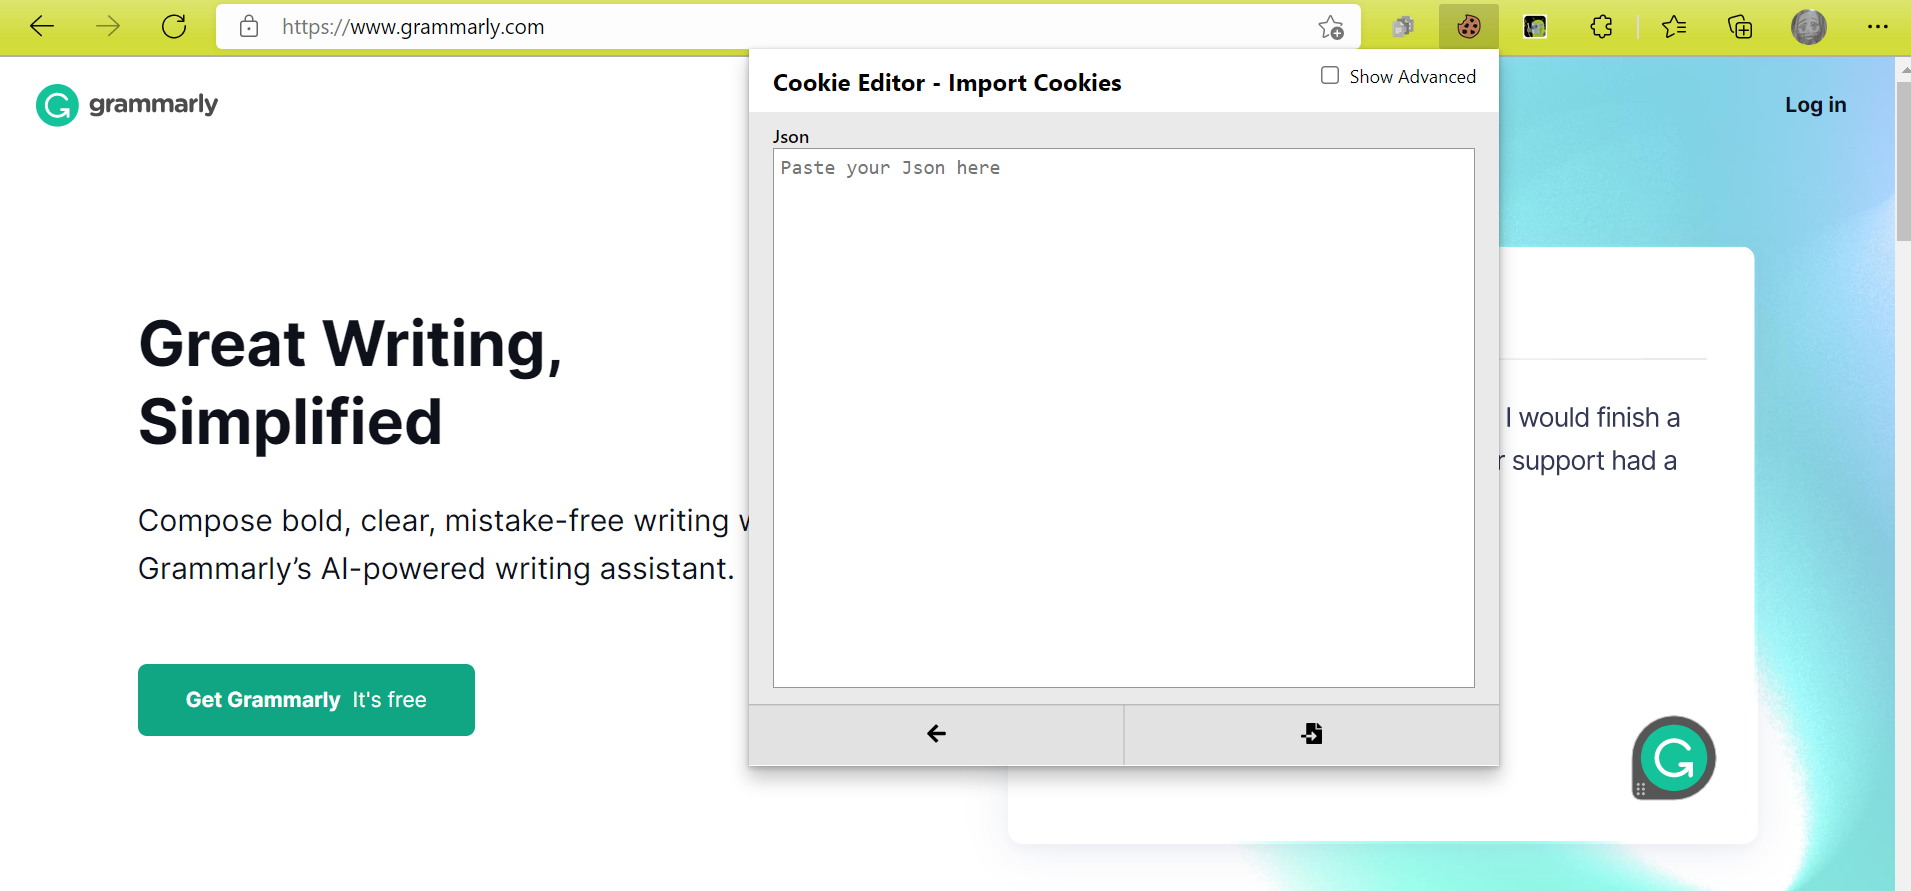 https://www.grammarly.com
Cookie Editor - Import Cookies
Show Advanced
grammarly
Log in
Json
Paste your Json here
Great Writing,
Simplified
I would finish a
r support had a
Compose bold, clear, mistake-free writing w
Grammarly’s AI-powered writing assistant.
Get Grammarly It's free